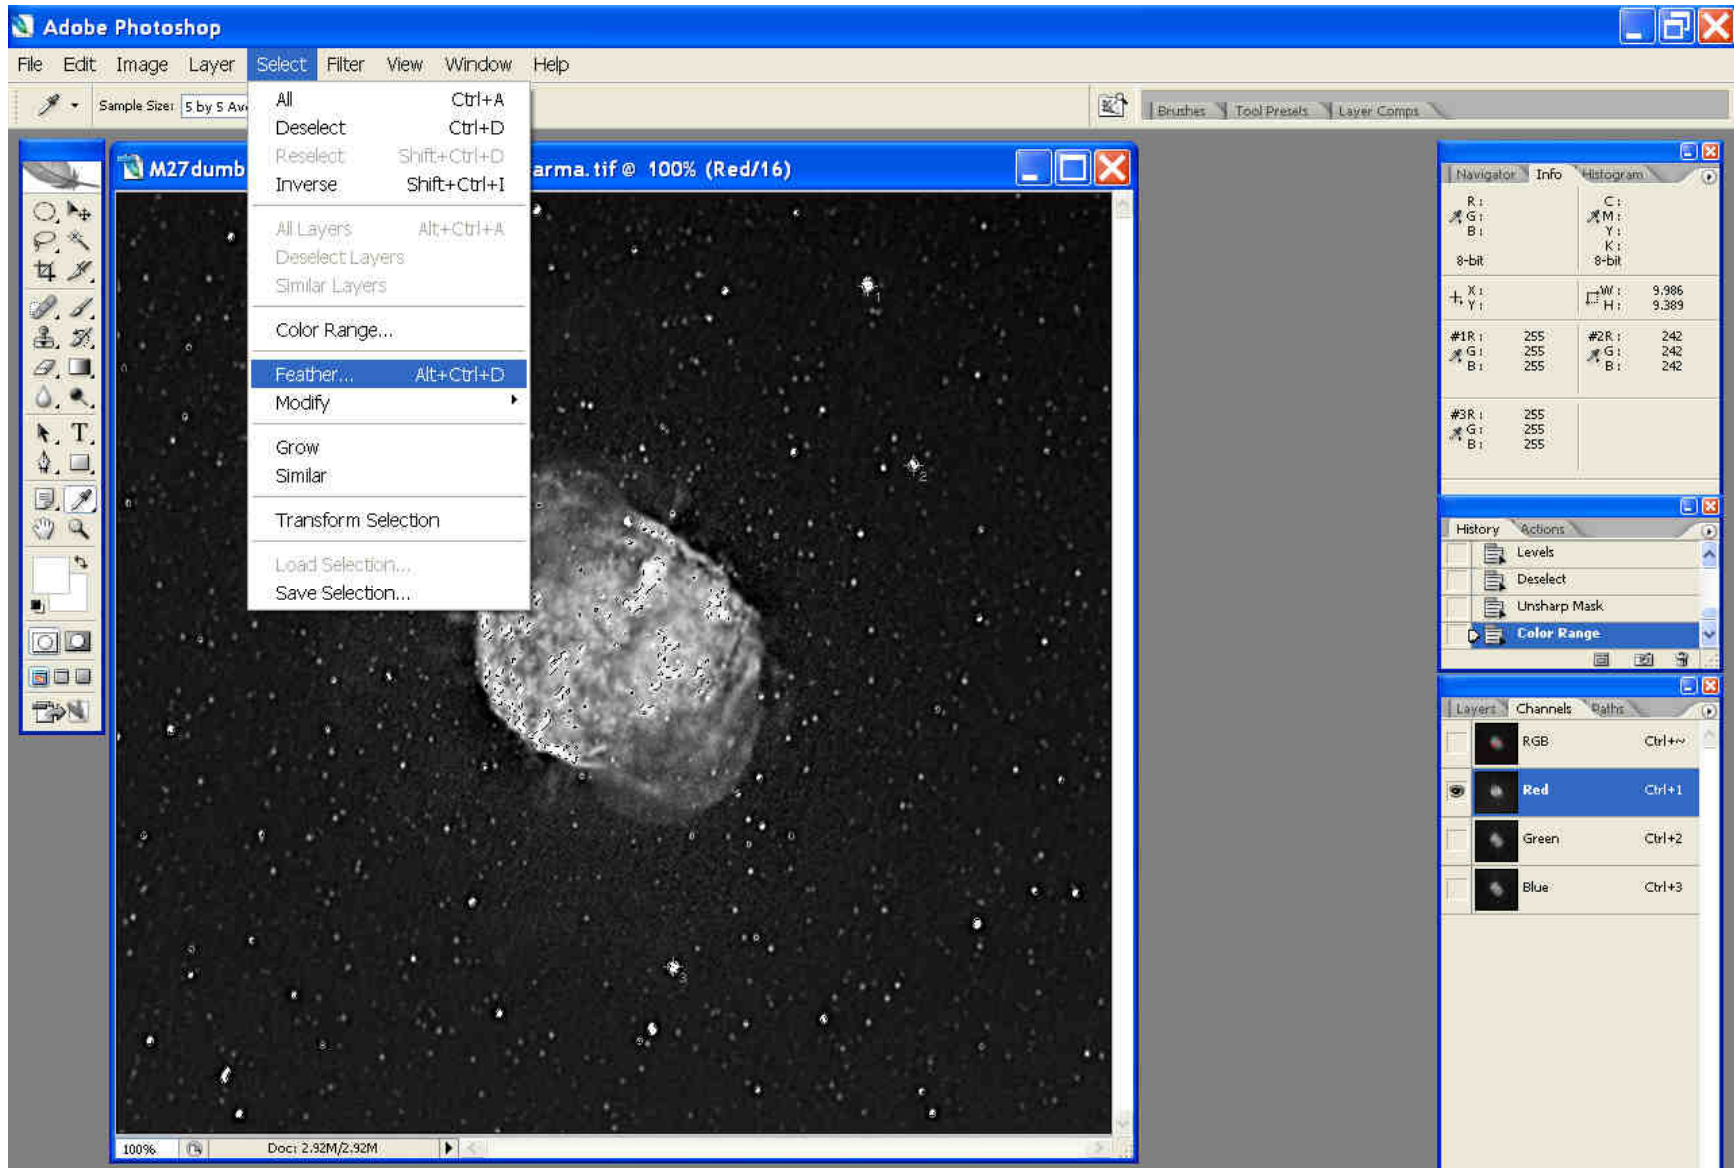 Adobe Photoshop
File Edit Image Layer Select Filter View Window Help
Sample Size: 5 by 5 Av
Brushes Tool Presets Layer Comps
All Ctrl+A
Deselect Ctrl+D
Reselect Shift+Ctrl+D
Inverse Shift+Ctrl+I
All Layers Alt+Ctrl+A
Deselect Layers
Similar Layers
Color Range...
Feather... Alt+Ctrl+D
Modify
Grow
Similar
Transform Selection
Load Selection...
Save Selection...
M27dumb arma.tif @ 100% (Red/16)
1
2
3
100% Doc: 2.92M/2.92M
Navigator Info Histogram
R: C:
G: M:
B: Y:
K:
8-bit 8-bit
X: W: 9.986
Y: H: 9.389
#1R: 255 #2R: 242
G: 255 G: 242
B: 255 B: 242
#3R: 255
G: 255
B: 255
History Actions
Levels
Deselect
Unsharp Mask
Color Range
Layers Channels Paths
RGB Ctrl+~
Red Ctrl+1
Green Ctrl+2
Blue Ctrl+3